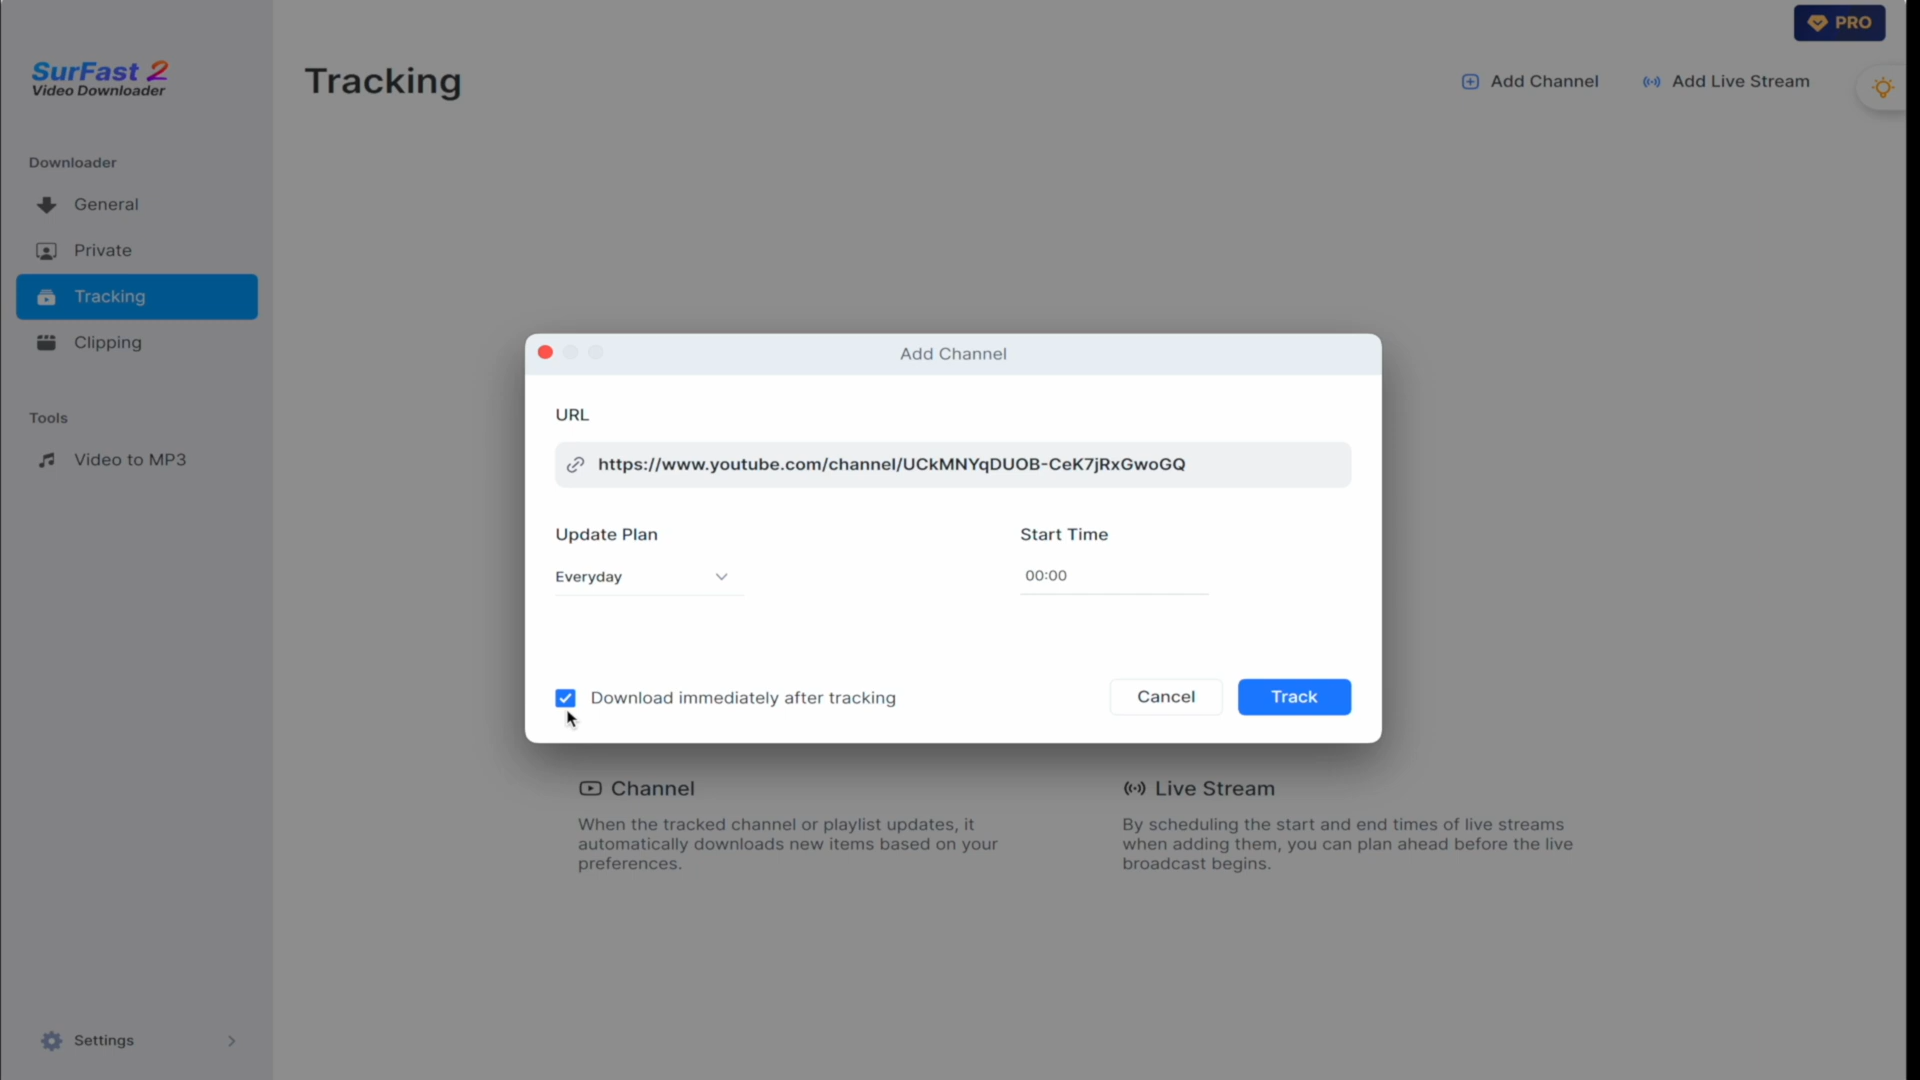 PRO
SurFast 2
Video Downloader
Tracking
Add Channel
Add Live Stream
Downloader
General
Private
Tracking
Clipping
Tools
Video to MP3
Settings
Add Channel
URL
https://www.youtube.com/channel/UCkMNYqDUOB-CeK7jRxGwoGQ
Update Plan
Start Time
Everyday
00:00
Download immediately after tracking
Cancel
Track
Channel
When the tracked channel or playlist updates, it
automatically downloads new items based on your
preferences.
Live Stream
By scheduling the start and end times of live streams
when adding them, you can plan ahead before the live
broadcast begins.